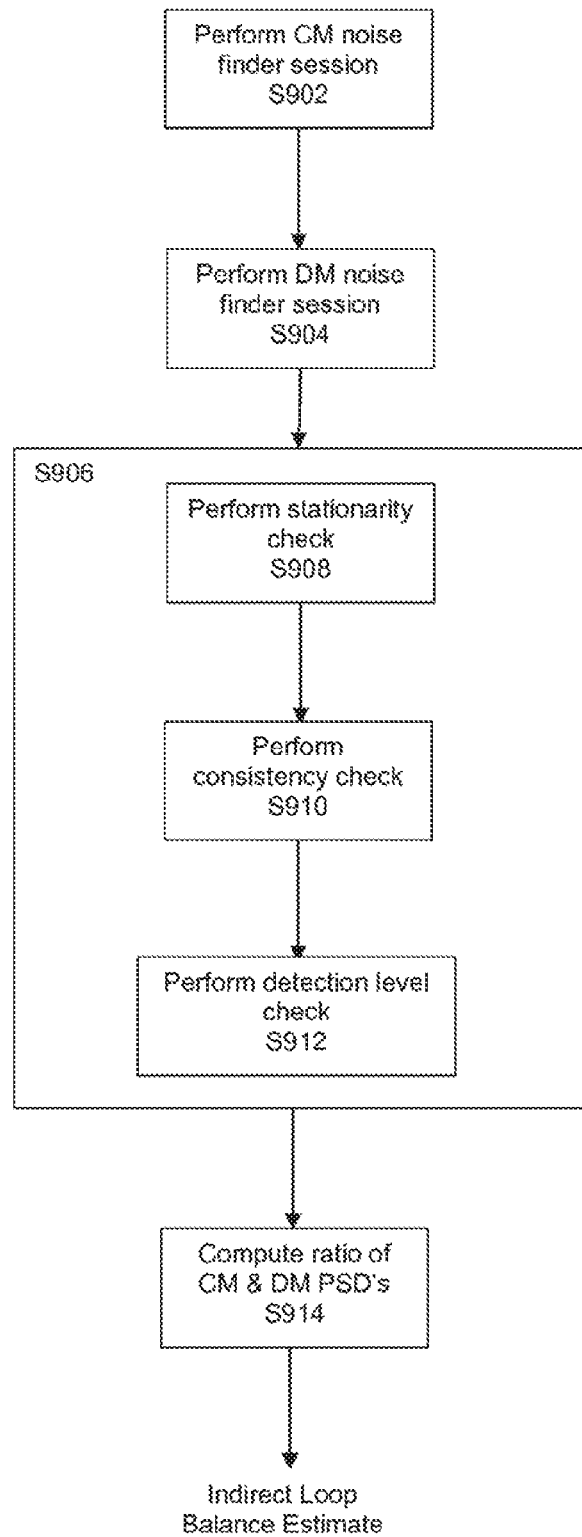 Perform CM noise
finder session
S902
Perform DM noise
finder session
S904
S906
Perform stationarity
check
S908
Perform
consistency check
S910
Perform detection level
check
S912
Compute ratio of
CM & DM PSD's
S914
Indirect Loop
Balance Estimate